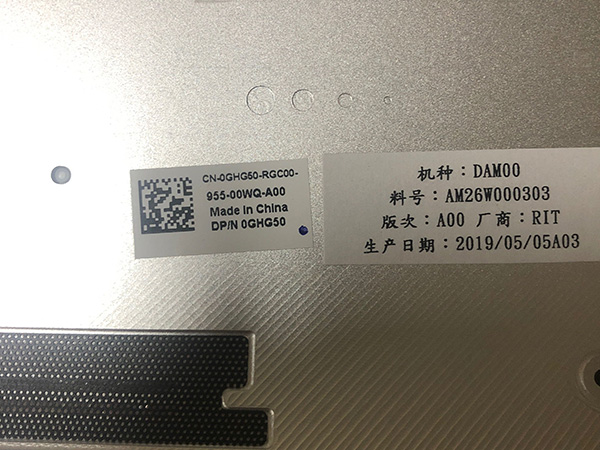 CN-0GHG50-RGC00-
955-00WQ-A00
Made in China
DP/N 0GHG50
机种：DAM00
料号：AM26W000303
版次：A00 厂商：RIT
生产日期：2019/05/05A03